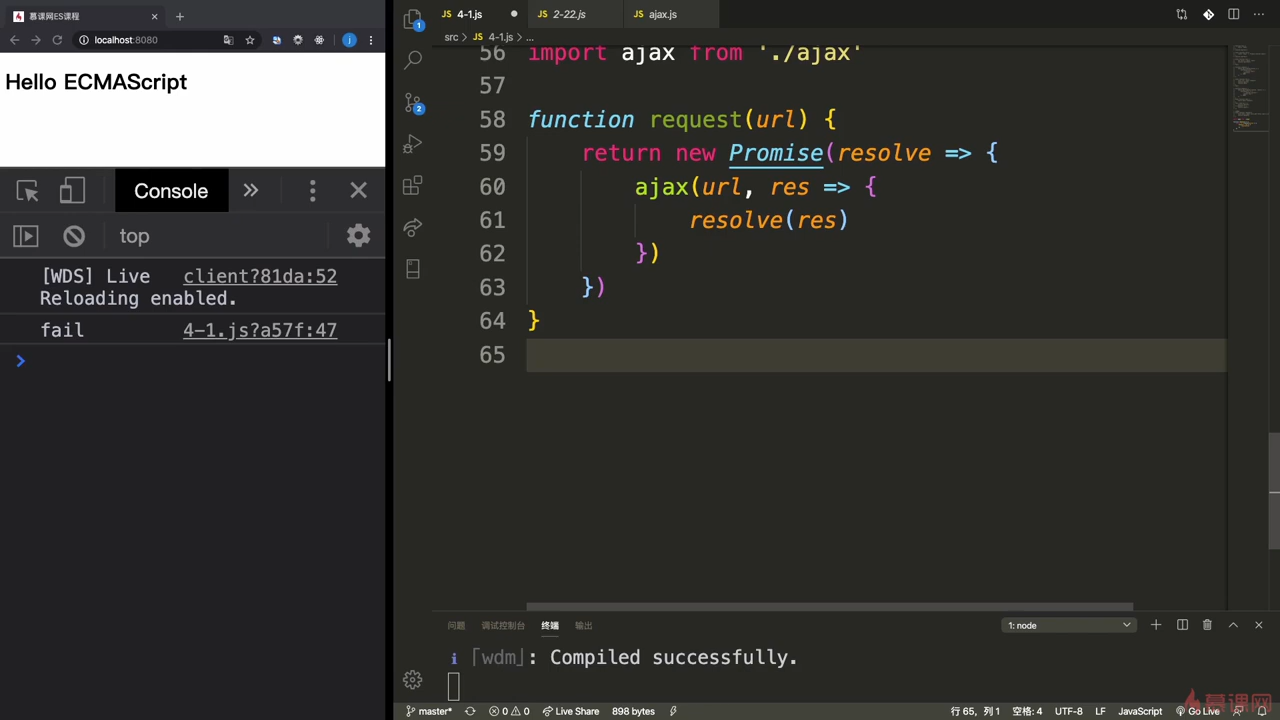 慕课网ES课程
localhost:8080
Hello ECMAScript
Console
top
[WDS] Live client?81da:52
Reloading enabled.
fail 4-1.js?a57f:47
4-1.js
2-22.js
ajax.js
src > JS 4-1.js > ...
56 import ajax from './ajax'
57
58 function request(url) {
59 return new Promise(resolve => {
60 ajax(url, res => {
61 resolve(res)
62 })
63 })
64 }
65
问题 调试控制台 终端 输出
1: node
i ｢wdm｣: Compiled successfully.
master* 0 0 Live Share 898 bytes 行 65, 列 1 空格: 4 UTF-8 LF JavaScript Go Live
慕课网